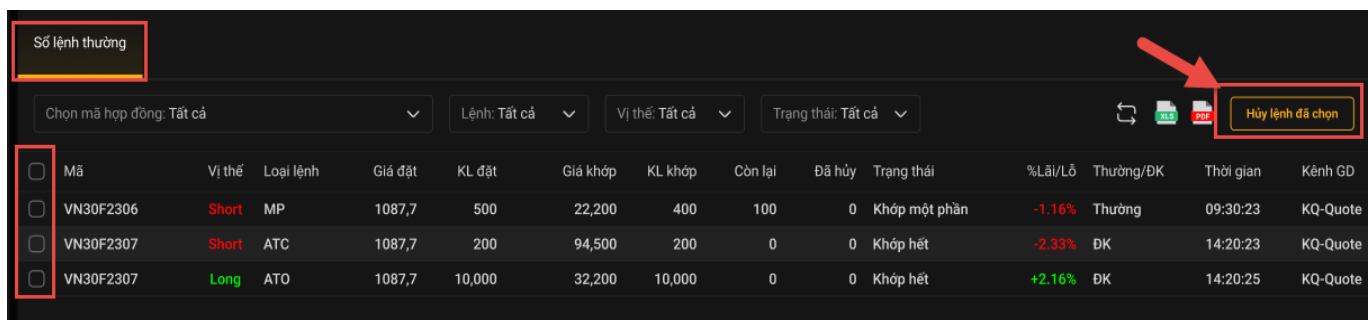 Sổ lệnh thường
Chọn mã hợp đồng: Tất cả Lệnh: Tất cả Vị thế: Tất cả Trạng thái: Tất cả XLS PDF Hủy lệnh đã chọn
Mã Vị thế Loại lệnh Giá đặt KL đặt Giá khớp KL khớp Còn lại Đã hủy Trạng thái %Lãi/Lỗ Thường/ĐK Thời gian Kênh GD
VN30F2306 Short MP 1087,7 500 22,200 400 100 0 Khớp một phần -1.16% Thường 09:30:23 KQ-Quote
VN30F2307 Short ATC 1087,7 200 94,500 200 0 0 Khớp hết -2.33% ĐK 14:20:23 KQ-Quote
VN30F2307 Long ATO 1087,7 10,000 32,200 10,000 0 0 Khớp hết +2.16% ĐK 14:20:25 KQ-Quote